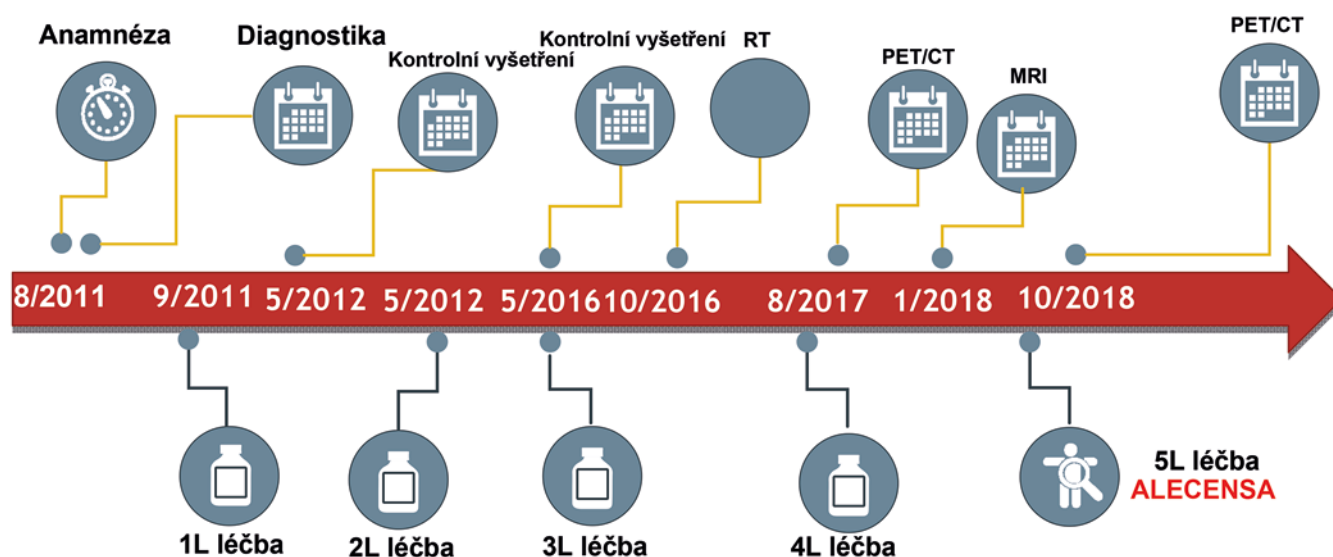 Anamnéza
Diagnostika
Kontrolní vyšetření
Kontrolní vyšetření
RT
PET/CT
MRI
PET/CT
8/2011
9/2011
5/2012
5/2012
5/2016
10/2016
8/2017
1/2018
10/2018
1L léčba
2L léčba
3L léčba
4L léčba
5L léčba
ALECENSA